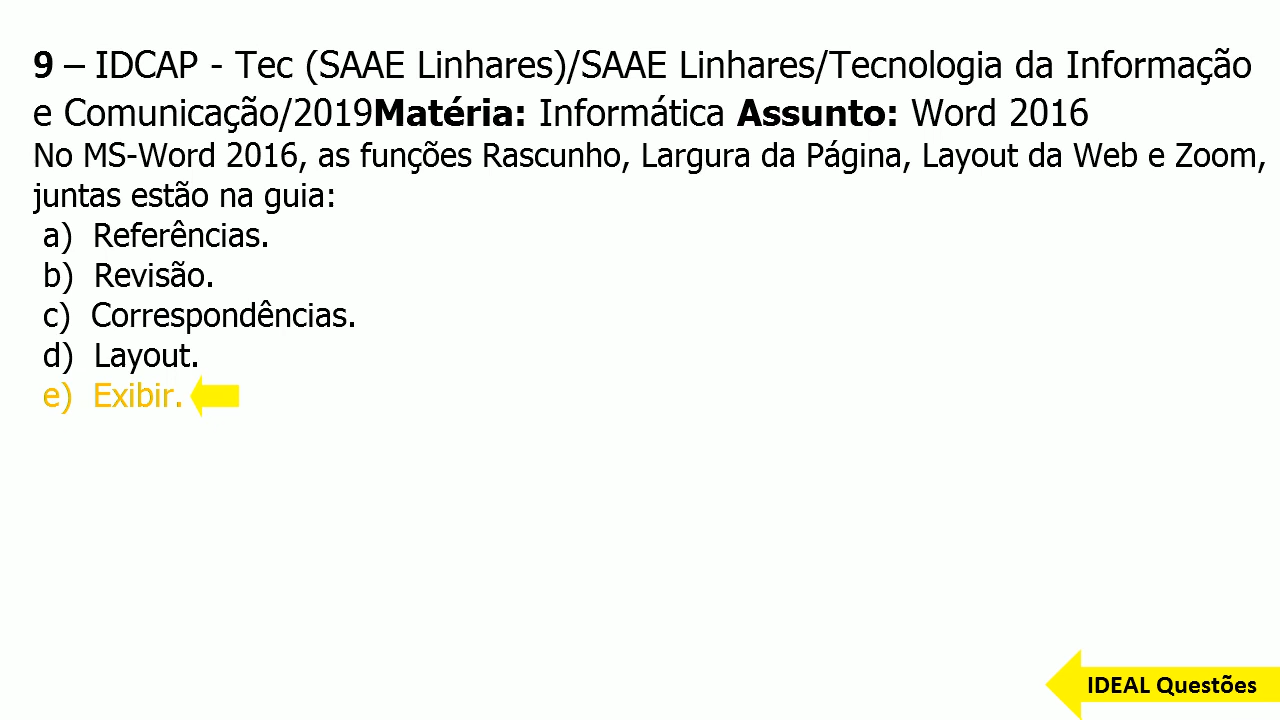 9 – IDCAP - Tec (SAAE Linhares)/SAAE Linhares/Tecnologia da Informação
e Comunicação/2019Matéria: Informática Assunto: Word 2016
No MS-Word 2016, as funções Rascunho, Largura da Página, Layout da Web e Zoom,
juntas estão na guia:
a) Referências.
b) Revisão.
c) Correspondências.
d) Layout.
e) Exibir.
IDEAL Questões